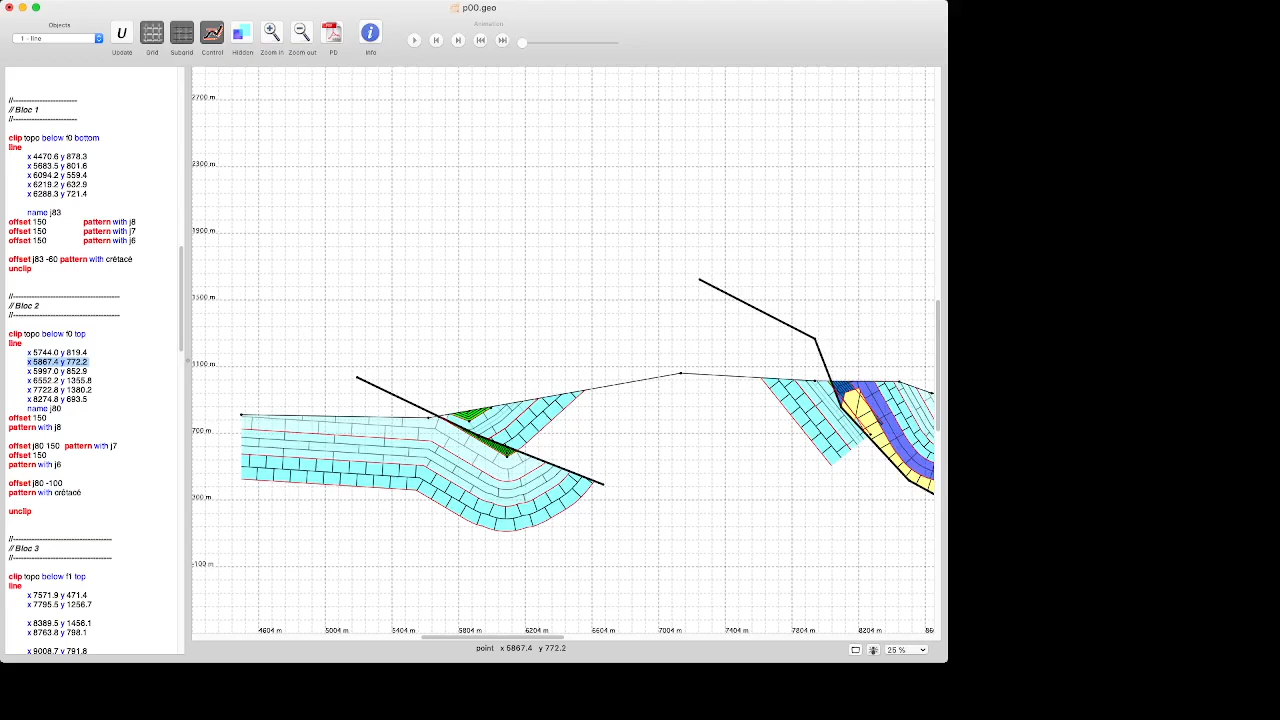 p00.geo
Objects
Animation
1 - line
U
Update
Grid
Subgrid
Control
Hidden
Zoom in
Zoom out
PD
Info
//------------------------
// Bloc 1
//------------------------
clip topo below f0 bottom
line
x 4470.6 y 878.3
x 5683.5 y 801.6
x 6094.2 y 559.4
x 6219.2 y 632.9
x 6288.3 y 721.4
name j83
offset 150 pattern with j8
offset 150 pattern with j7
offset 150 pattern with j6
offset j83 -60 pattern with crétacé
unclip
//----------------------------------------
// Bloc 2
//----------------------------------------
clip topo below f0 top
line
x 5744.0 y 819.4
x 5867.4 y 772.2
x 5997.0 y 852.9
x 6552.2 y 1355.8
x 7722.8 y 1380.2
x 8274.8 y 693.5
name j80
offset 150
pattern with j8
offset j80 150 pattern with j7
offset 150
pattern with j6
offset j80 -100
pattern with crétacé
unclip
//-------------------------------------
// Bloc 3
//-------------------------------------
clip topo below f1 top
line
x 7571.9 y 471.4
x 7795.5 y 1256.7
x 8389.5 y 1456.1
x 8763.8 y 798.1
x 9008.7 y 791.8
2700 m
2300 m
1900 m
1500 m
1100 m
700 m
300 m
-100 m
4604 m
5004 m
5404 m
5804 m
6204 m
6604 m
7004 m
7404 m
7804 m
8204 m
86
point x 5867.4 y 772.2
25 %